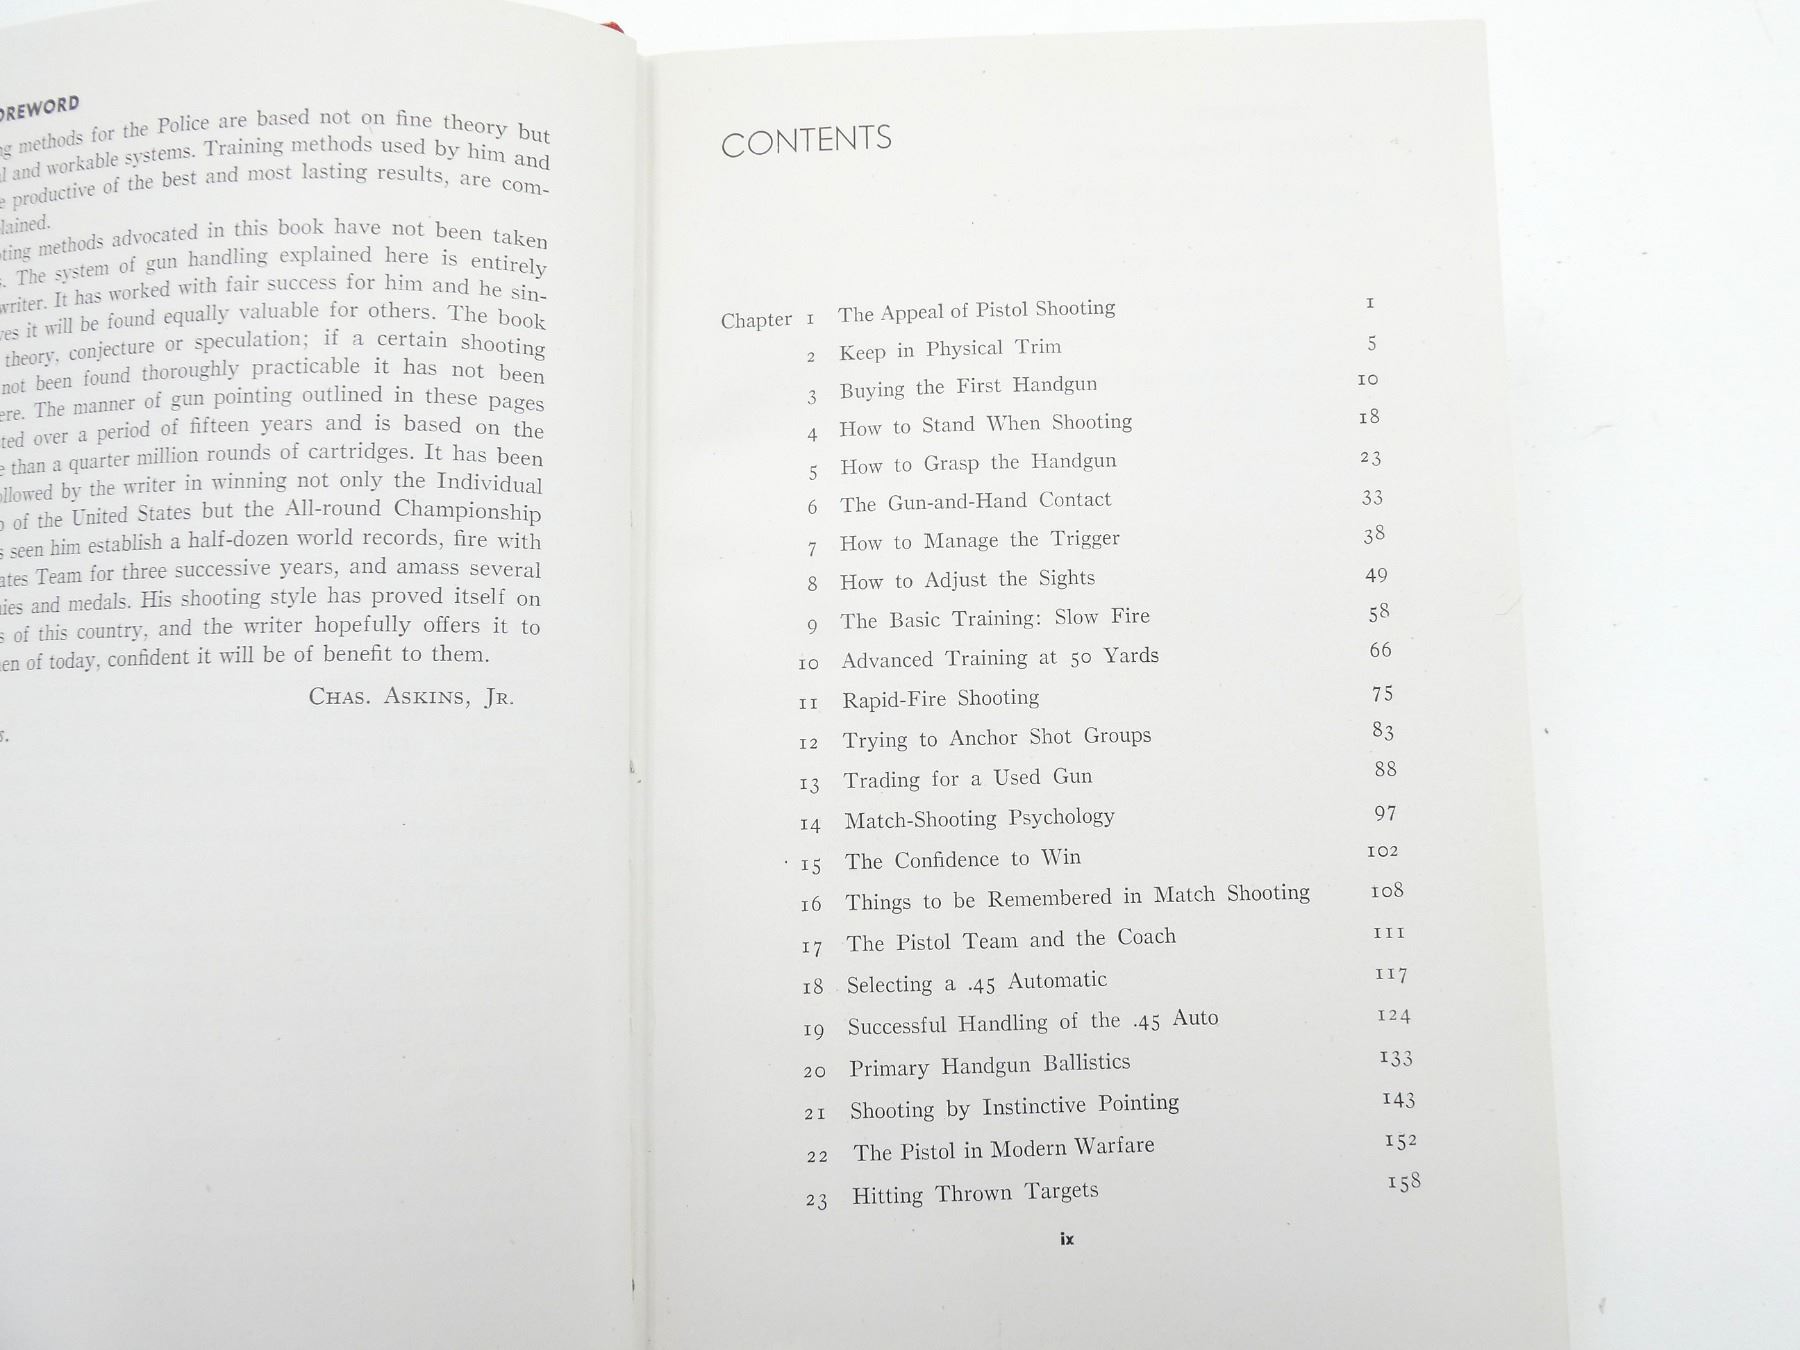 FOREWORD
methods for the Police are based not on fine theory but
and workable systems. Training methods used by him and
productive of the best and most lasting results, are com-
methods advocated in this book have not been taken
The system of gun handling explained here is entirely
writer. It has worked with fair success for him and he sin-
it will be found equally valuable for others. The book
theory, conjecture or speculation; if a certain shooting
not been found thoroughly practicable it has not been
The manner of gun pointing outlined in these pages
over a period of fifteen years and is based on the
than a quarter million rounds of cartridges. It has been
by the writer in winning not only the Individual
of the United States but the All-round Championship
seen him establish a half-dozen world records, fire with
Team for three successive years, and amass several
and medals. His shooting style has proved itself on
of this country, and the writer hopefully offers it to
of today, confident it will be of benefit to them.
Chas. Askins, Jr.
CONTENTS
Chapter 1 The Appeal of Pistol Shooting 1
2 Keep in Physical Trim 5
3 Buying the First Handgun 10
4 How to Stand When Shooting 18
5 How to Grasp the Handgun 23
6 The Gun-and-Hand Contact 33
7 How to Manage the Trigger 38
8 How to Adjust the Sights 49
9 The Basic Training: Slow Fire 58
10 Advanced Training at 50 Yards 66
11 Rapid-Fire Shooting 75
12 Trying to Anchor Shot Groups 83
13 Trading for a Used Gun 88
14 Match-Shooting Psychology 97
15 The Confidence to Win 102
16 Things to be Remembered in Match Shooting 108
17 The Pistol Team and the Coach 111
18 Selecting a .45 Automatic 117
19 Successful Handling of the .45 Auto 124
20 Primary Handgun Ballistics 133
21 Shooting by Instinctive Pointing 143
22 The Pistol in Modern Warfare 152
23 Hitting Thrown Targets 158
ix